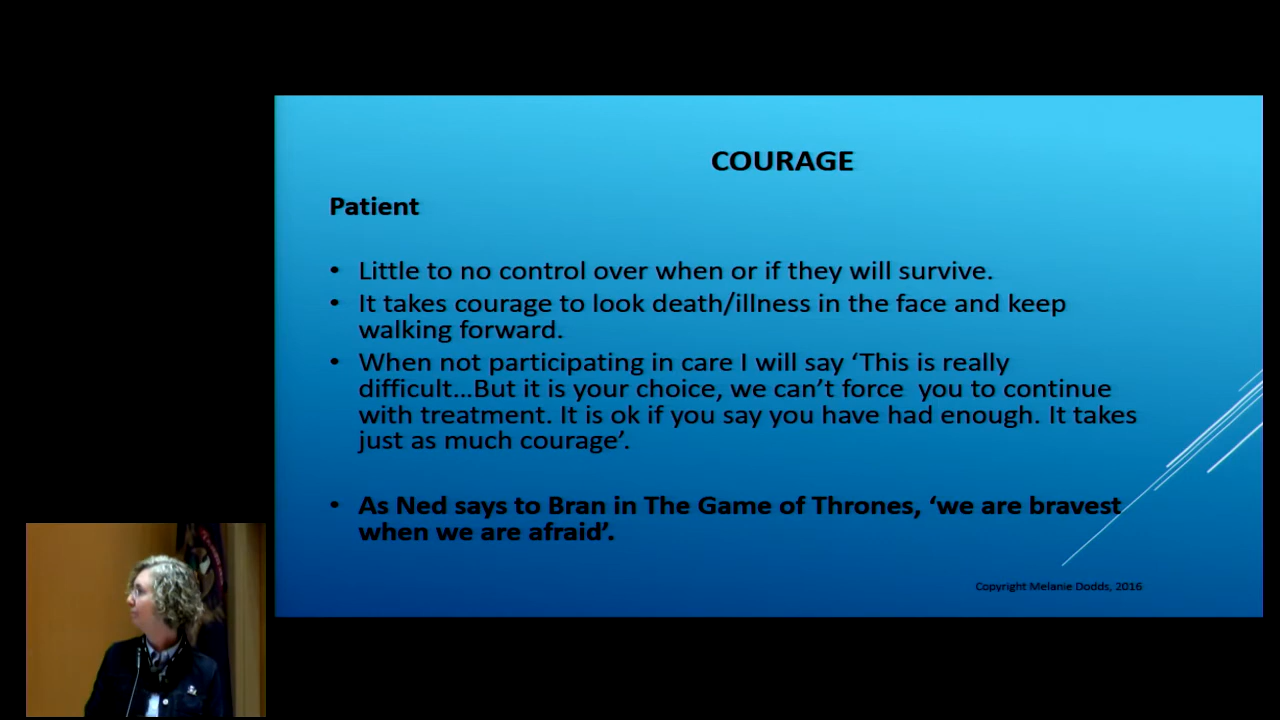 COURAGE
Patient
• Little to no control over when or if they will survive.
• It takes courage to look death/illness in the face and keep
walking forward.
• When not participating in care I will say ‘This is really
difficult…But it is your choice, we can’t force  you to continue
with treatment. It is ok if you say you have had enough. It takes
just as much courage’.
• As Ned says to Bran in The Game of Thrones, ‘we are bravest
when we are afraid’.
Copyright Melanie Dodds, 2016